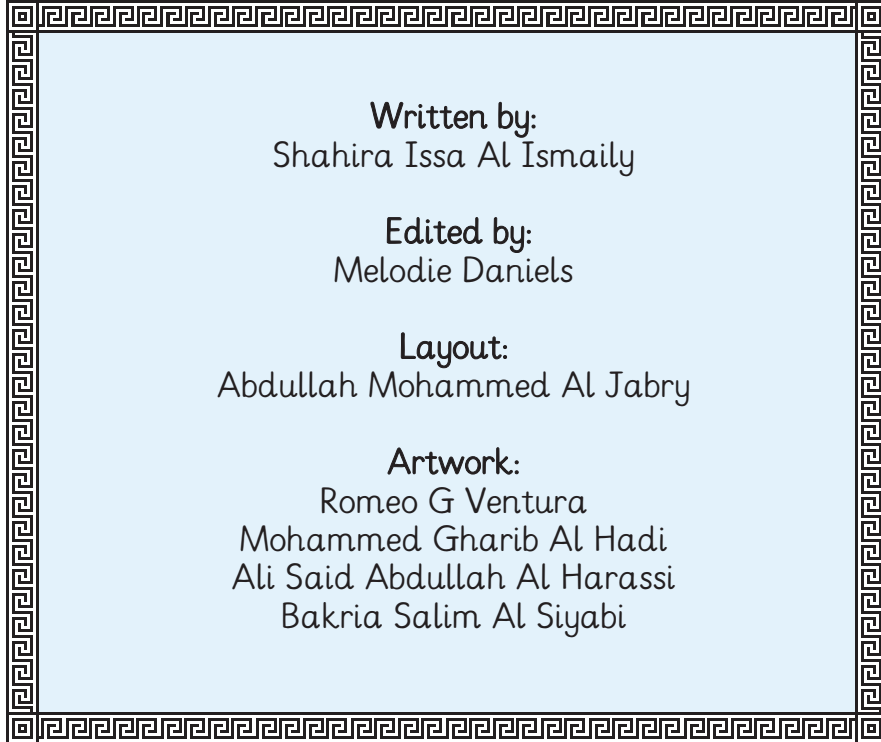 Written by:
Shahira Issa Al Ismaily
Edited by:
Melodie Daniels
Layout:
Abdullah Mohammed Al Jabry
Artwork:
Romeo G Ventura
Mohammed Gharib Al Hadi
Ali Said Abdullah Al Harassi
Bakria Salim Al Siyabi